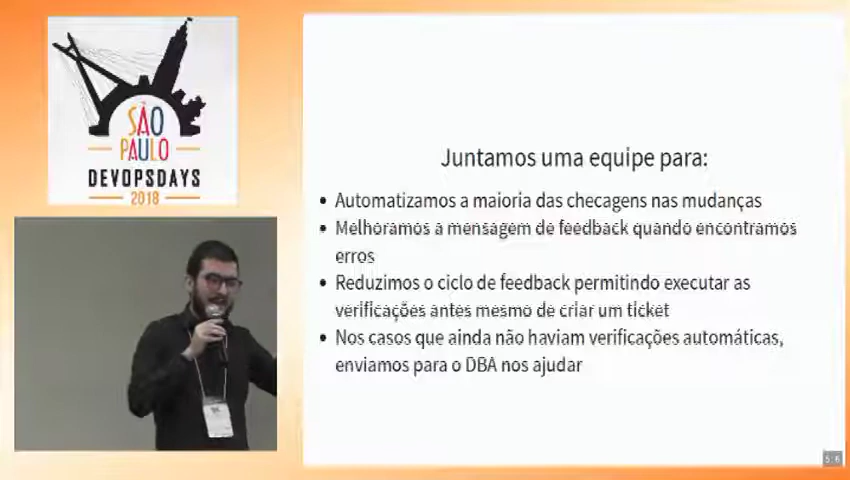 SÃO
PAULO
DEVOPSDAYS
2018
Juntamos uma equipe para:
Automatizamos a maioria das checagens nas mudanças
Melhoramos a mensagem de feedback quando encontramos
erros
Reduzimos o ciclo de feedback permitindo executar as
verificações antes mesmo de criar um ticket
Nos casos que ainda não haviam verificações automáticas,
enviamos para o DBA nos ajudar